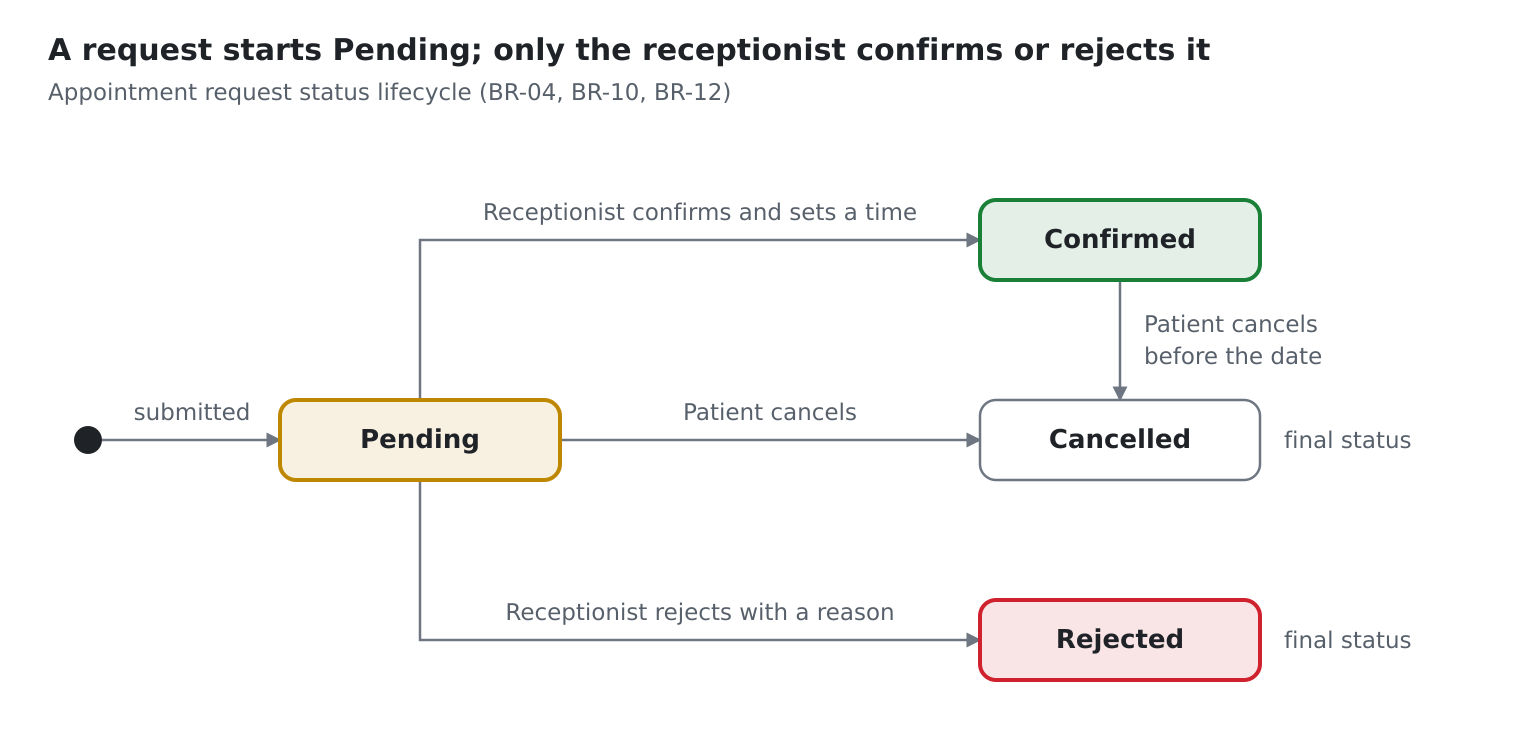 A request starts Pending; only the receptionist confirms or rejects it
Appointment request status lifecycle (BR-04, BR-10, BR-12)
Receptionist confirms and sets a time
Confirmed
Patient cancels
before the date
submitted
Pending
Patient cancels
Cancelled
final status
Receptionist rejects with a reason
Rejected
final status